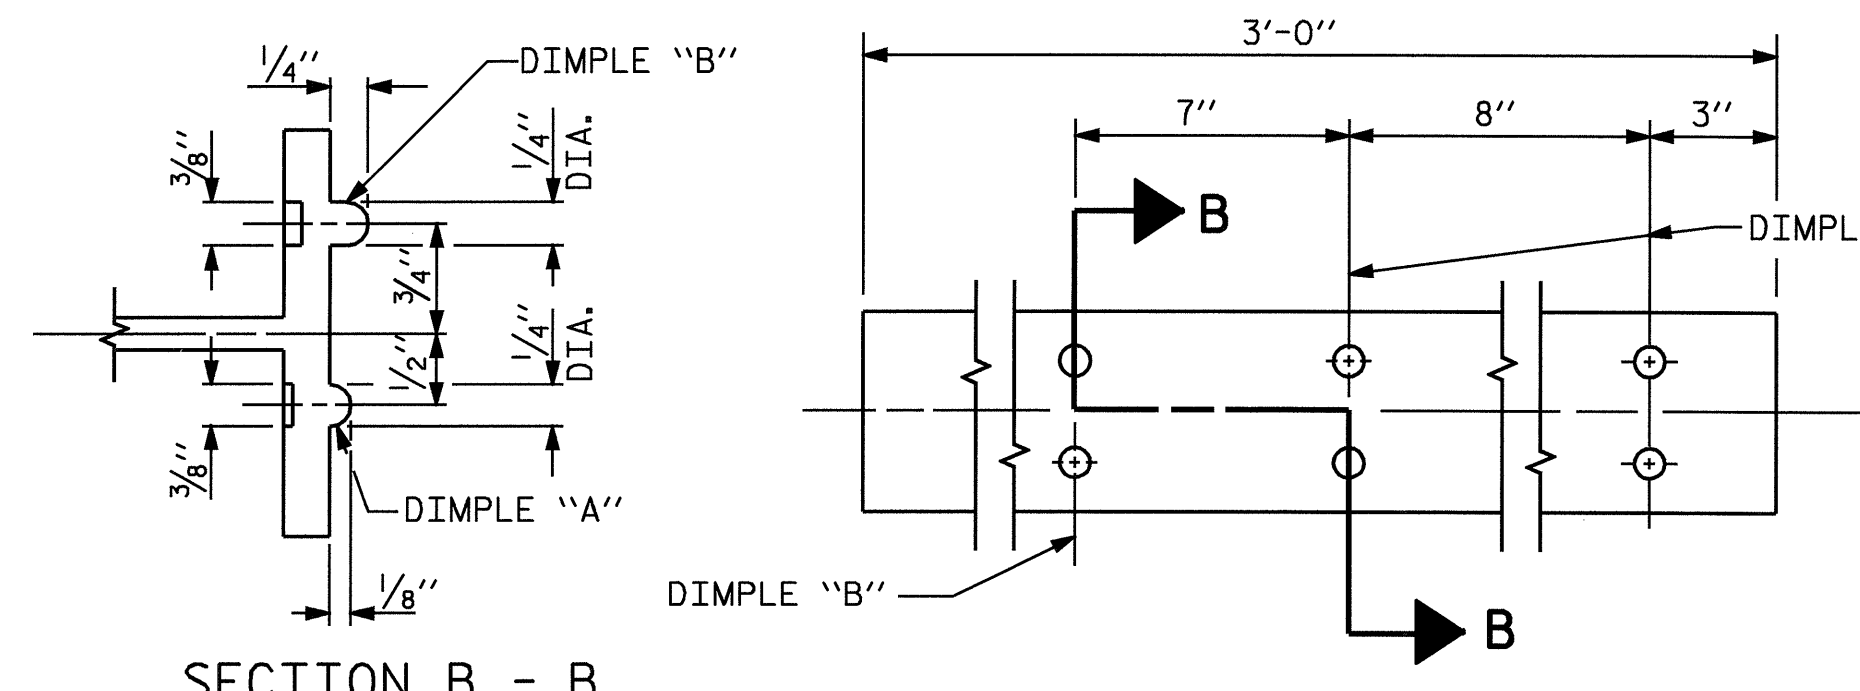 1/4"
DIMPLE "B"
3/8"
1/4" DIA.
3/4"
1/2"
1/4" DIA.
3/8"
DIMPLE "A"
1/8"
SECTION B - B
3'-0"
7"
8"
3"
B
DIMPL
DIMPLE "B"
B